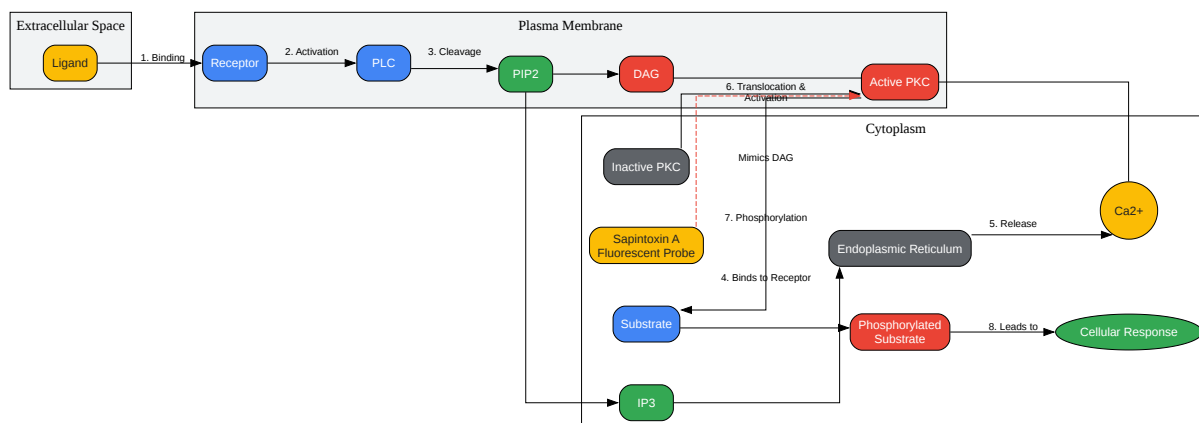 Extracellular Space
Plasma Membrane
Ligand
1. Binding
Receptor
2. Activation
PLC
3. Cleavage
PIP2
DAG
6. Translocation &
Activation
Active PKC
Cytoplasm
Inactive PKC
Mimics DAG
Ca2+
7. Phosphorylation
Sapintoxin A
Fluorescent Probe
Endoplasmic Reticulum
5. Release
4. Binds to Receptor
Substrate
Phosphorylated
Substrate
8. Leads to
Cellular Response
IP3